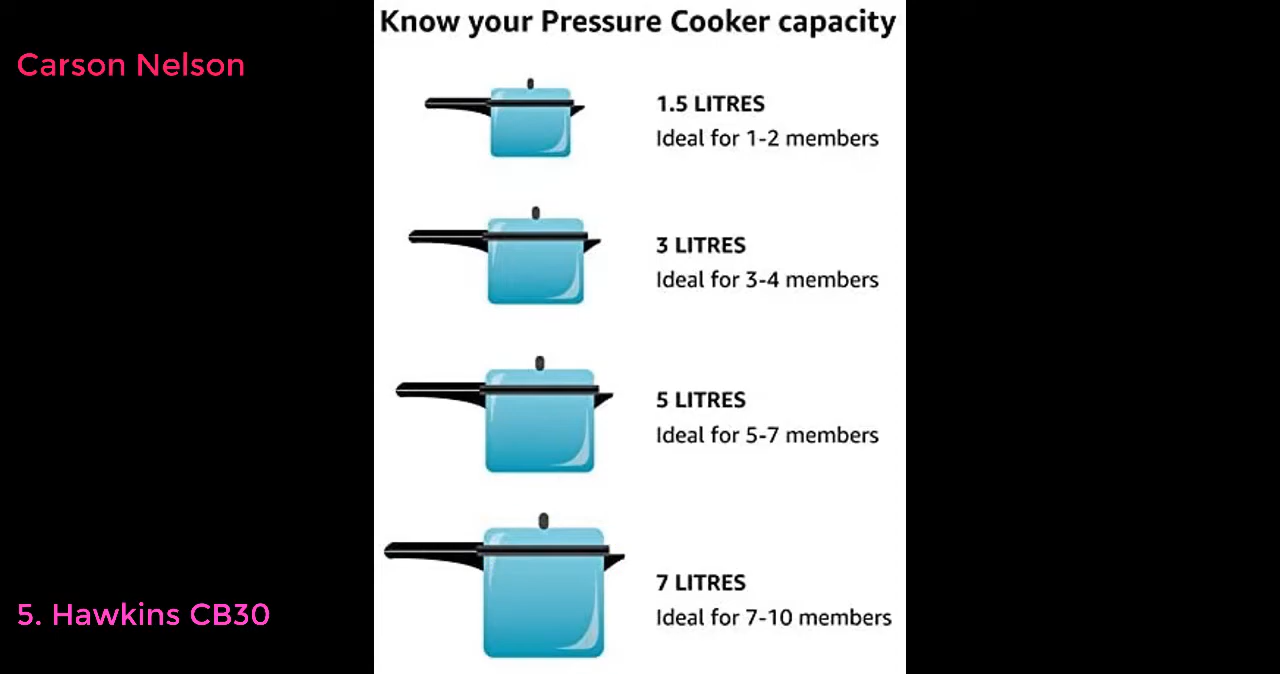 Know your Pressure Cooker capacity
Carson Nelson
1.5 LITRES
Ideal for 1-2 members
3 LITRES
Ideal for 3-4 members
5 LITRES
Ideal for 5-7 members
7 LITRES
Ideal for 7-10 members
5. Hawkins CB30